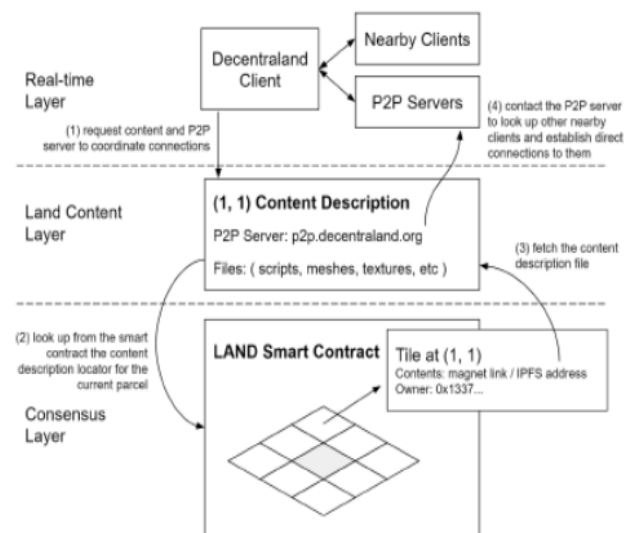 Decentraland
Client
Nearby Clients
P2P Servers
Real-time
Layer
(1) request content and P2P
server to coordinate connections
(4) contact the P2P server
to look up other nearby
clients and establish direct
connections to them
Land Content
Layer
(1, 1) Content Description
P2P Server: p2p.decentraland.org
Files: ( scripts, meshes, textures, etc )
(3) fetch the content
description file
(2) look up from the smart
contract the content
description locator for the
current parcel
LAND Smart Contract
Tile at (1, 1)
Contents: magnet link / IPFS address
Owner: 0x1337...
Consensus
Layer